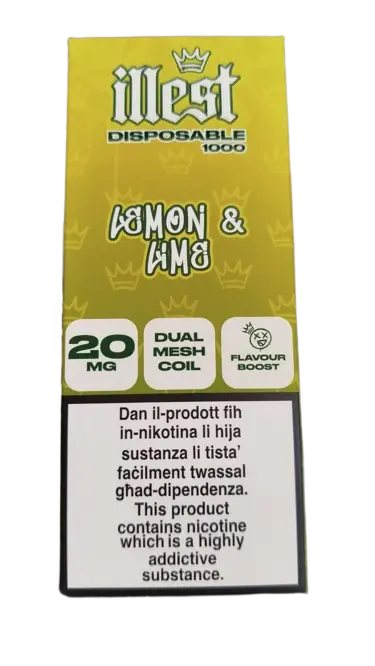 illest
DISPOSABLE
1000
LEMON &
LIME
20
MG
DUAL
MESH
COIL
FLAVOUR
BOOST
Dan il-prodott fih
in-nikotina li hija
sustanza li tista'
faċilment twassal
għad-dipendenza.
This product
contains nicotine
which is a highly
addictive
substance.